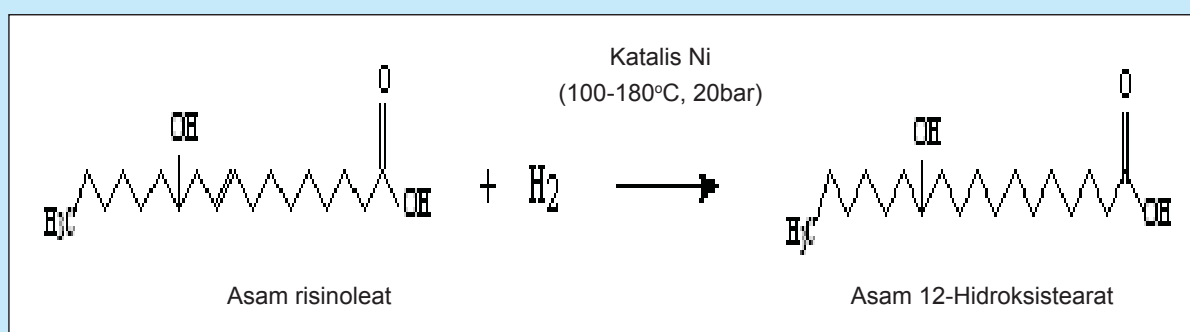 Katalis Ni
(100-180°C, 20bar)
O
OH
H₃C
OH
+ H₂
O
OH
H₃C
OH
Asam risinoleat
Asam 12-Hidroksistearat